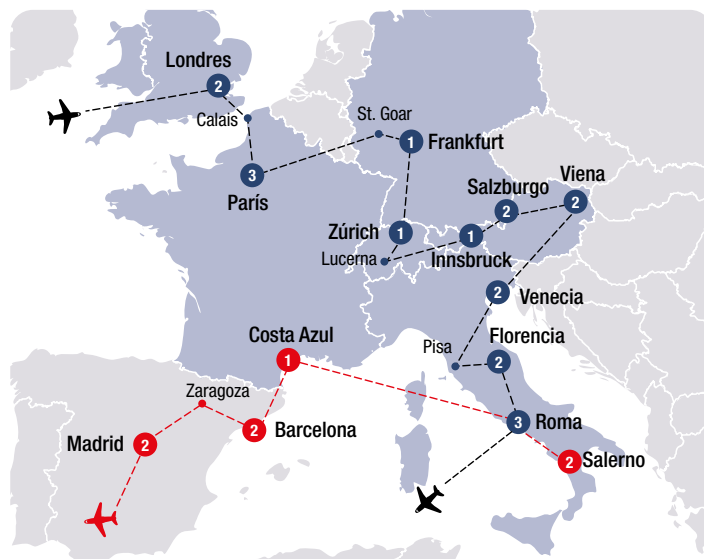 Londres
2
Calais
St. Goar
1
Frankfurt
3
París
Salzburgo
Viena
2
2
Zúrich
1
1
Innsbruck
Lucerna
2
Venecia
Costa Azul
1
Florencia
Pisa
2
Zaragoza
Madrid
2
2
Barcelona
3
Roma
2
Salerno